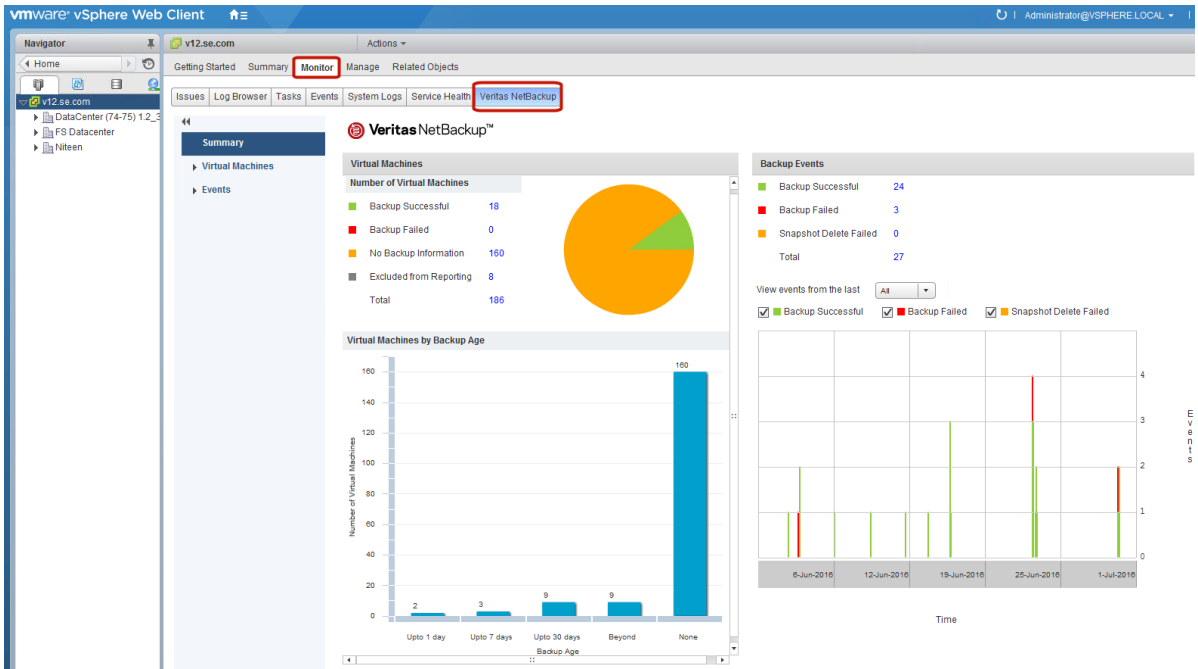 vmware® vSphere Web Client
Administrator@VSPHERE.LOCAL
Navigator
Home
v12.se.com
DataCenter (74-75) 1.2_3
FS Datacenter
Niteen
v12.se.com Actions
Getting Started Summary Monitor Manage Related Objects
Issues Log Browser Tasks Events System Logs Service Health Veritas NetBackup
Summary
Virtual Machines
Events
Veritas NetBackup™
Virtual Machines
Number of Virtual Machines
Backup Successful 18
Backup Failed 0
No Backup Information 160
Excluded from Reporting 8
Total 186
Virtual Machines by Backup Age
Number of Virtual Machines
160
140
120
100
80
60
40
20
0
2 3 9 9 160
Upto 1 day Upto 7 days Upto 30 days Beyond None
Backup Age
Backup Events
Backup Successful 24
Backup Failed 3
Snapshot Delete Failed 0
Total 27
View events from the last All
Backup Successful Backup Failed Snapshot Delete Failed
4
3
2
1
0
Events
6-Jun-2016 12-Jun-2016 19-Jun-2016 25-Jun-2016 1-Jul-2016
Time